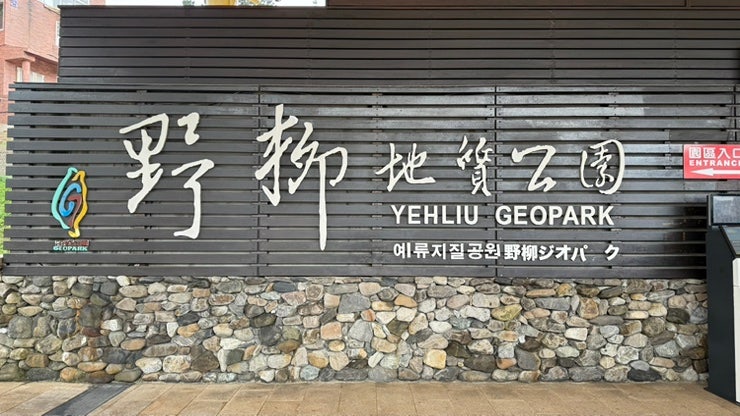 野柳地質公園
YEHLIU GEOPARK
예류지질공원 野柳ジオパーク
GEOPARK
園區入口
ENTRANCE